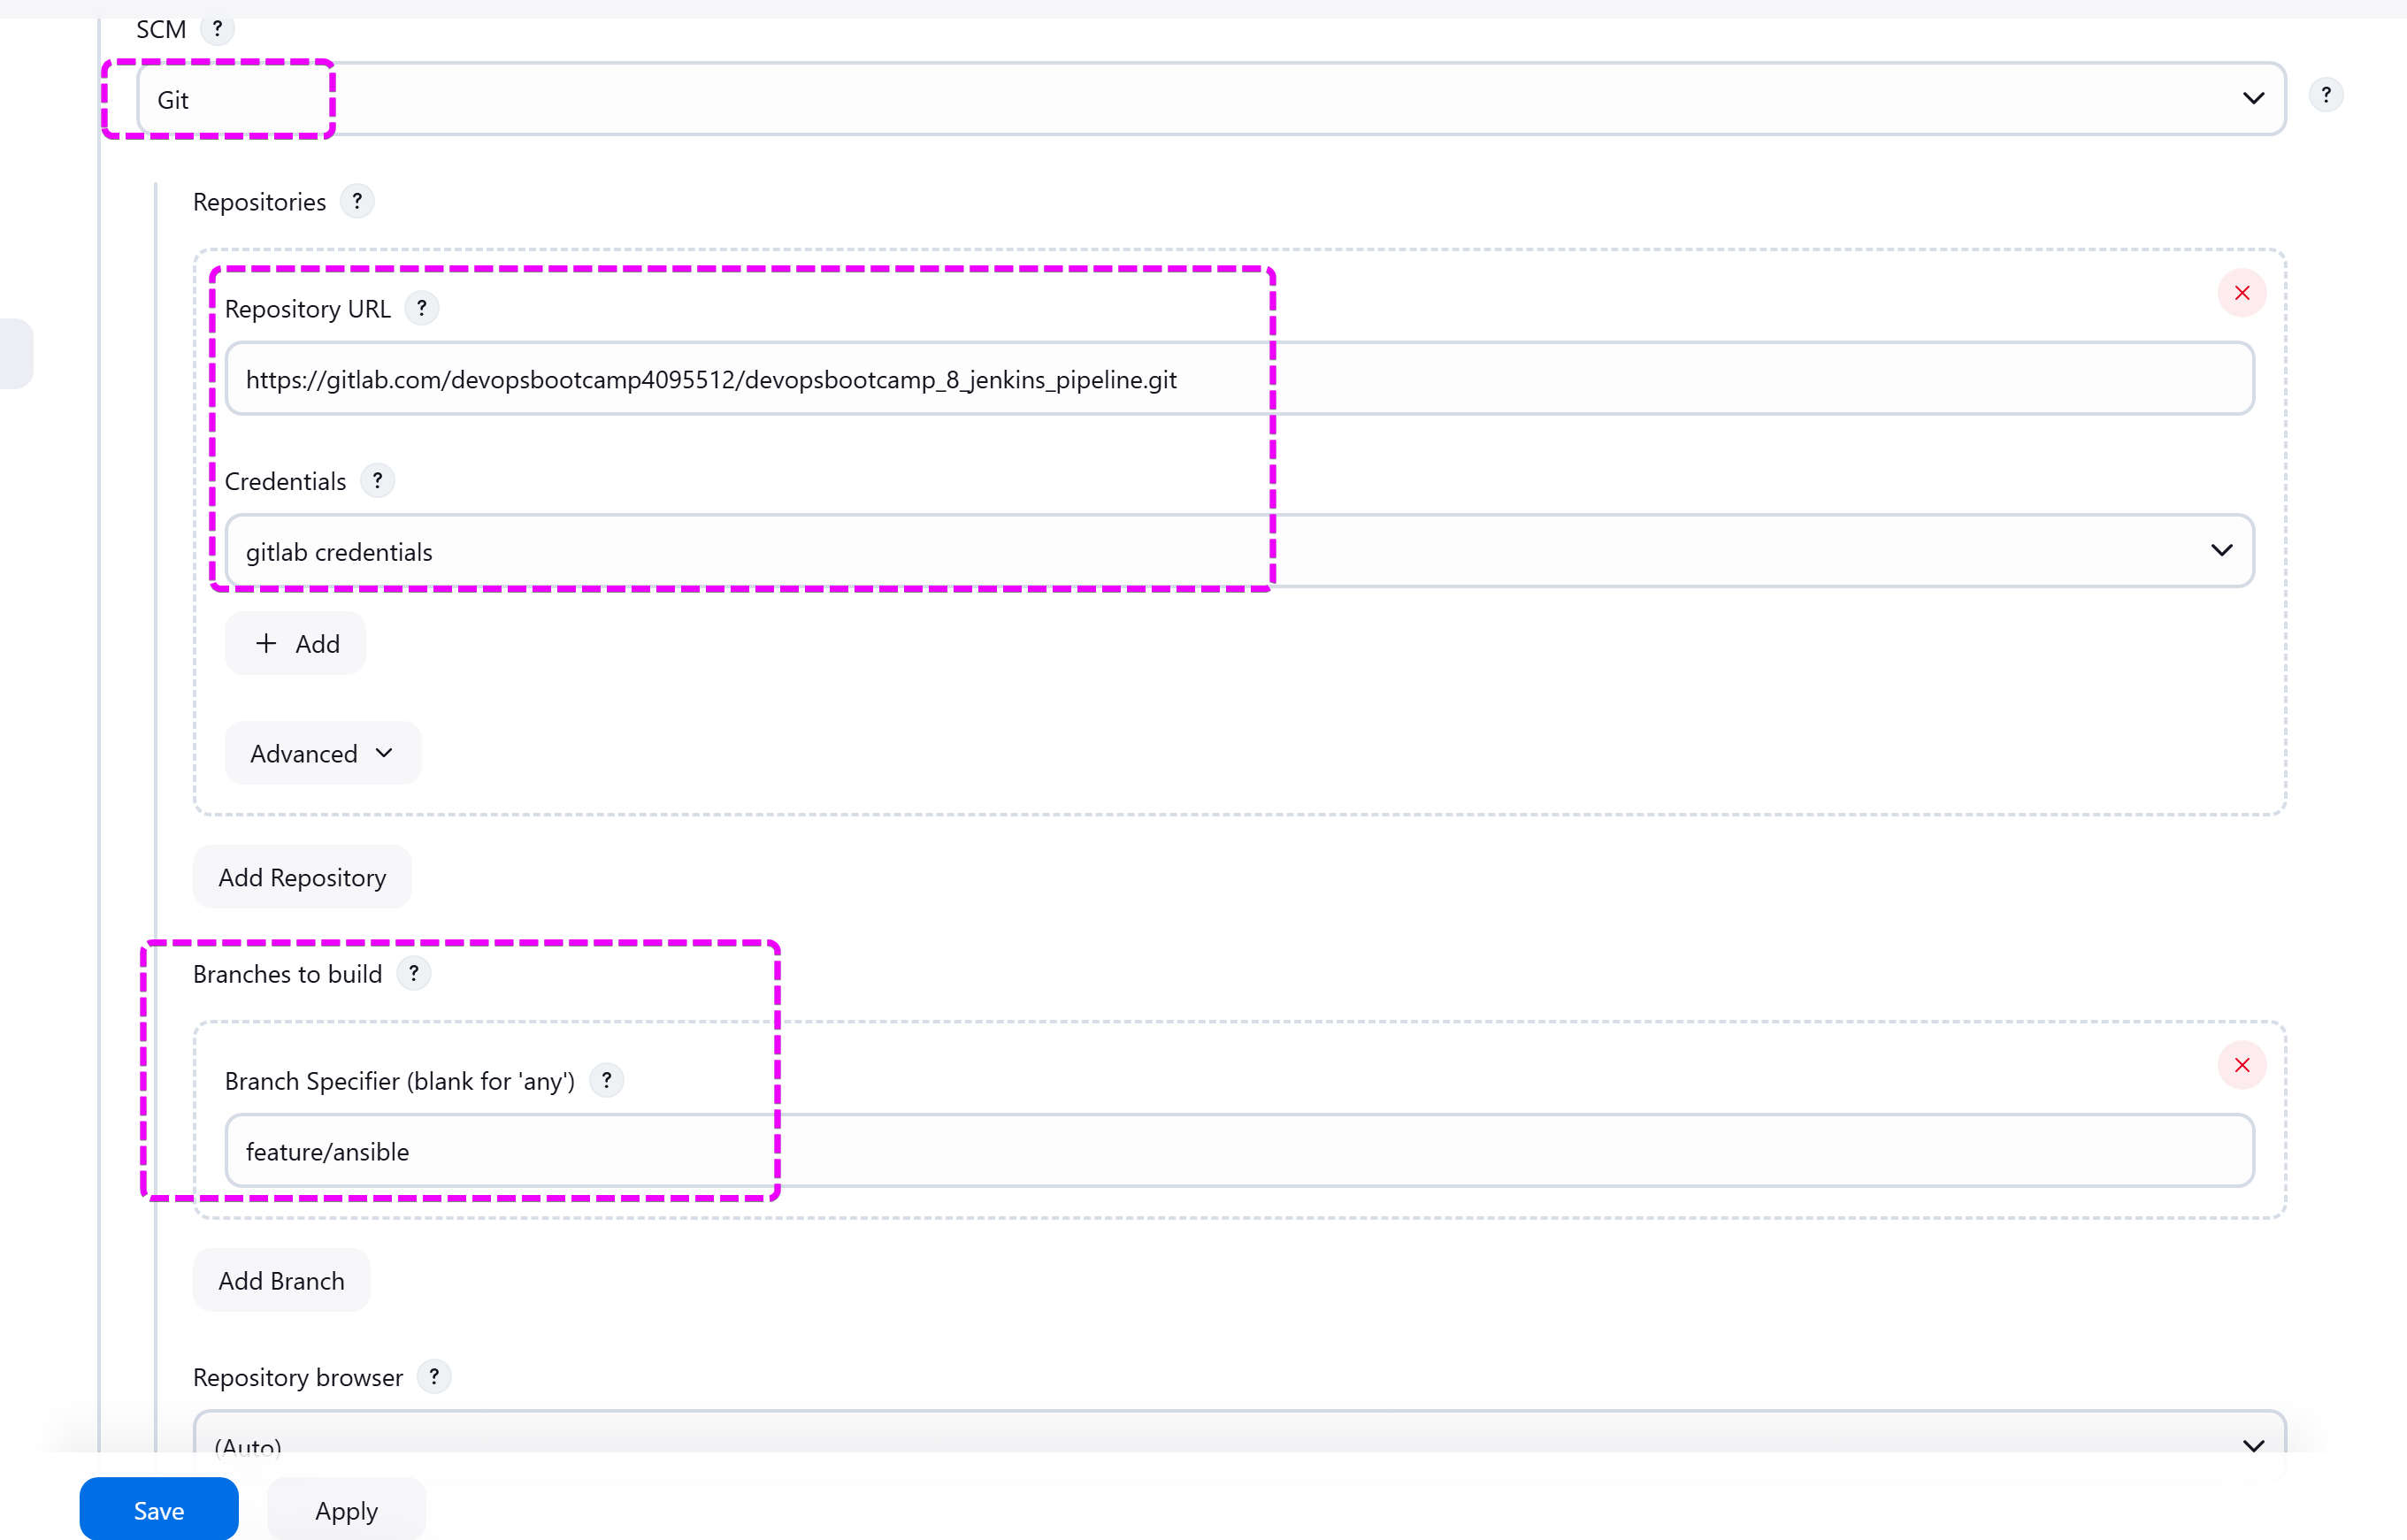 SCM ?
Git
?
Repositories ?
Repository URL ?
https://gitlab.com/devopsbootcamp4095512/devopsbootcamp_8_jenkins_pipeline.git
Credentials ?
gitlab credentials
+ Add
Advanced
Add Repository
Branches to build ?
Branch Specifier (blank for 'any') ?
feature/ansible
Add Branch
Repository browser ?
(Auto)
Save Apply